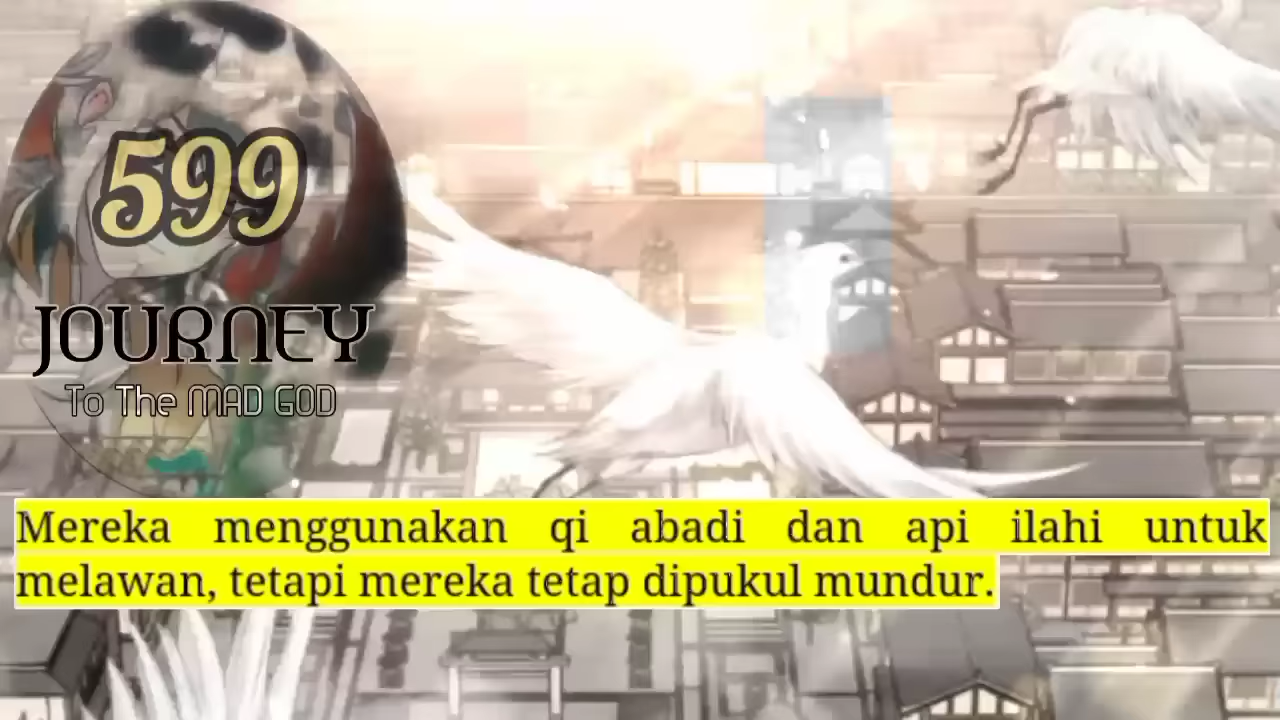 599
JOURNEY
To The MAD GOD
Mereka menggunakan qi abadi dan api ilahi untuk
melawan, tetapi mereka tetap dipukul mundur.